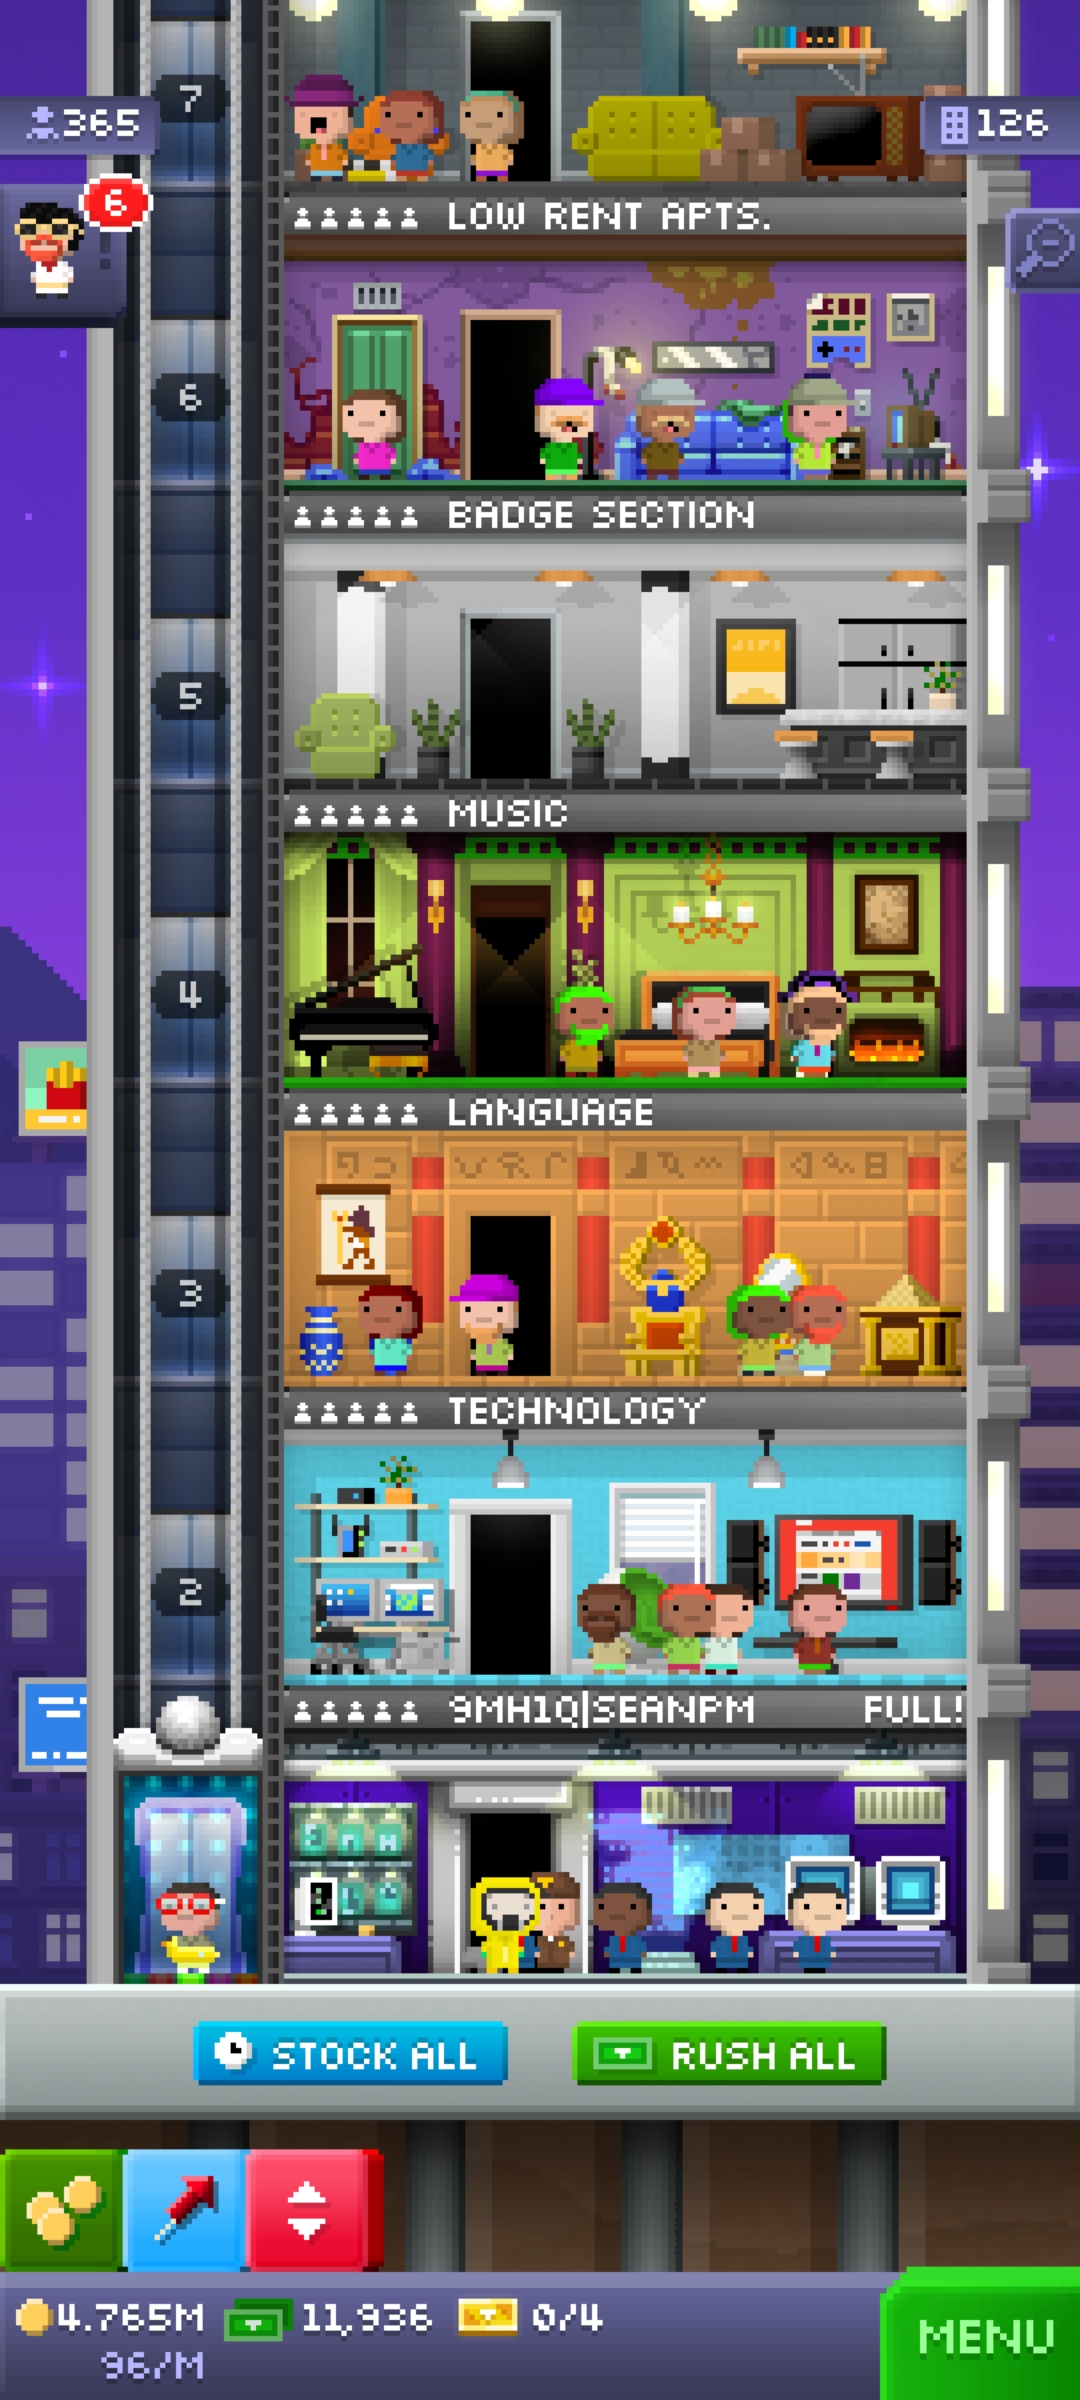 7
365
126
6
LOW RENT APTS.
6
BADGE SECTION
5
MUSIC
4
LANGUAGE
3
TECHNOLOGY
2
9MH1Q|SEANPM FULL!
STOCK ALL
RUSH ALL
4.765M
11,936
0/4
96/M
MENU